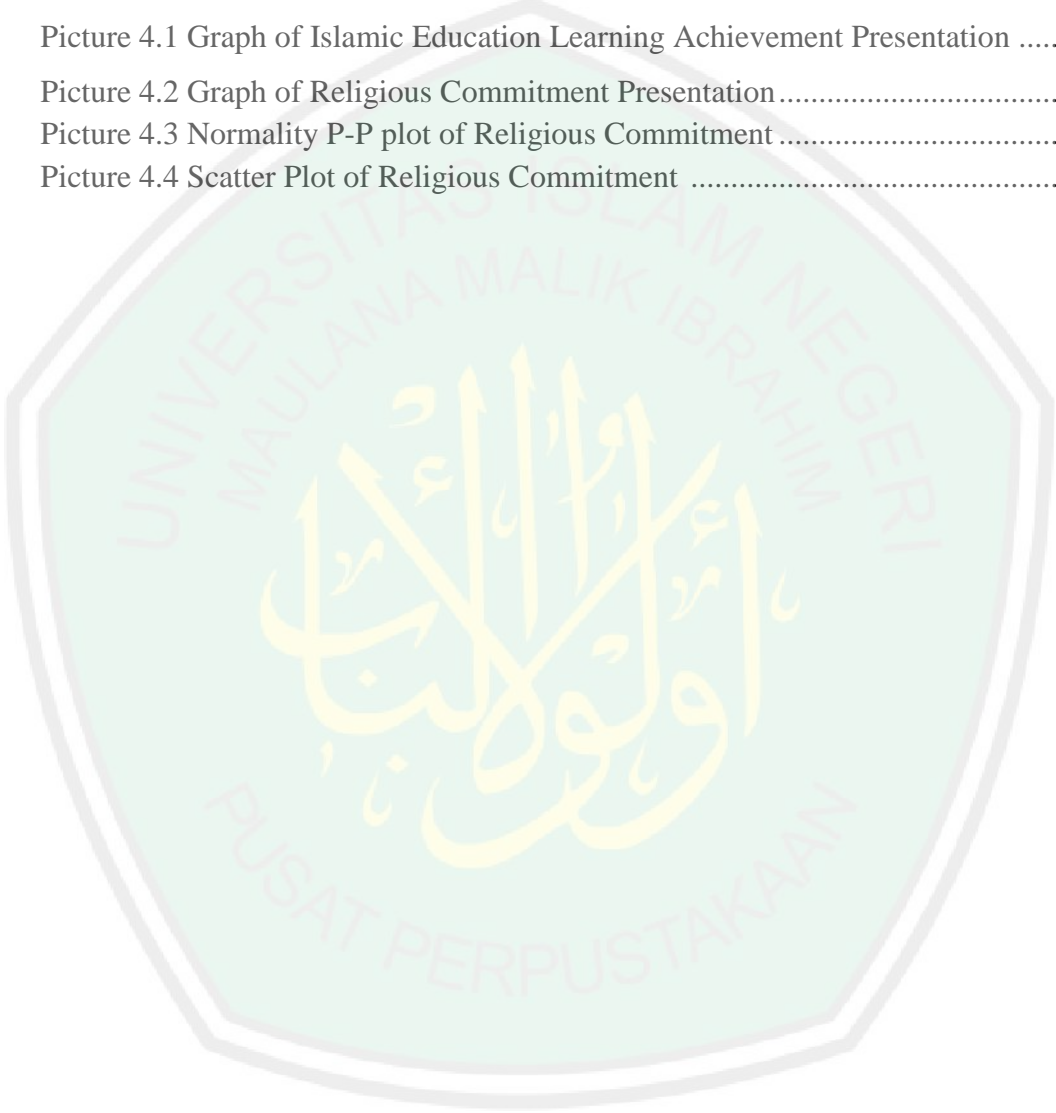 Picture 4.1 Graph of Islamic Education Learning Achievement Presentation .....
Picture 4.2 Graph of Religious Commitment Presentation...................................
Picture 4.3 Normality P-P plot of Religious Commitment ...................................
Picture 4.4 Scatter Plot of Religious Commitment ..............................................
UNIVERSITAS ISLAM NEGERI
MAULANA MALIK IBRAHIM
أولوا الألباب
PUSAT PERPUSTAKAAN